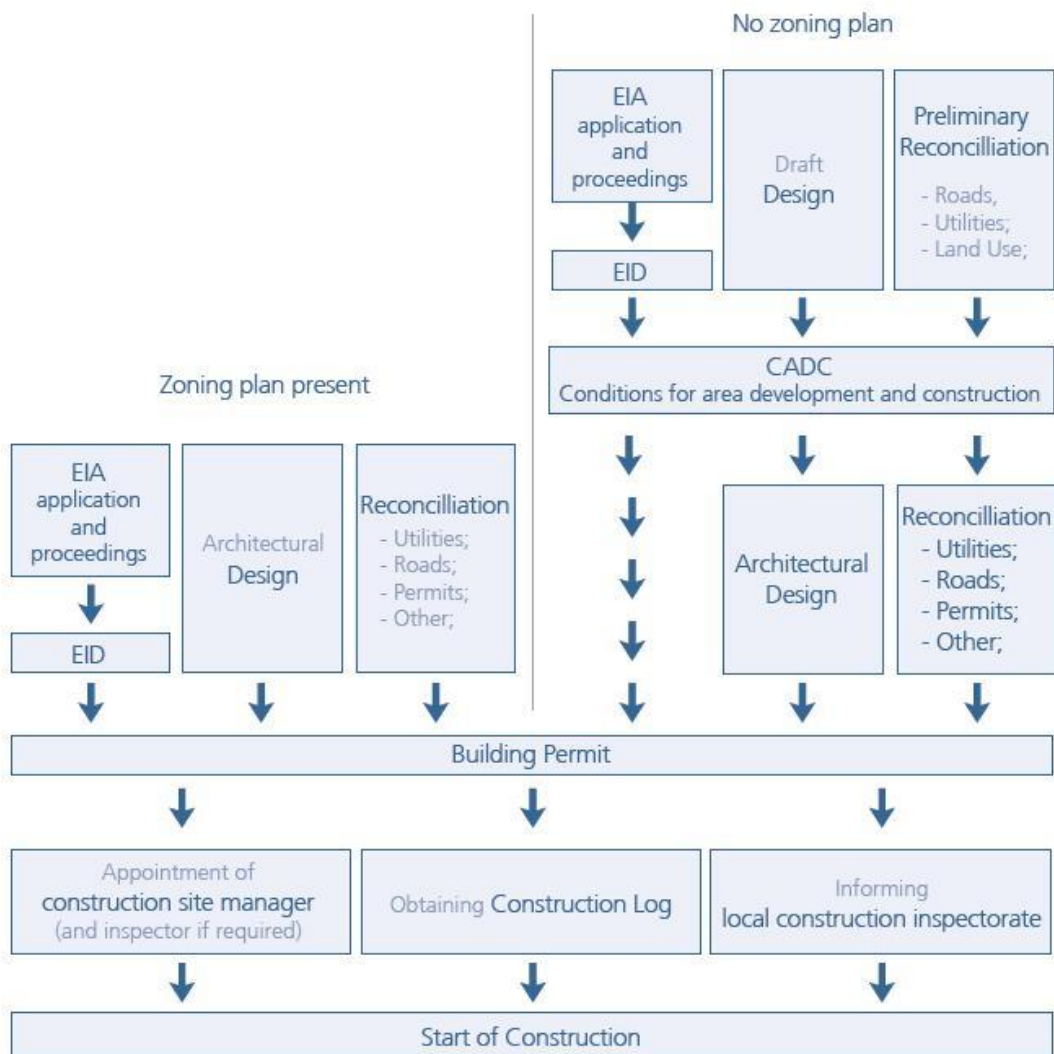 No zoning plan
EIA
application
and
proceedings
EID
Draft
Design
Preliminary
Reconcilliation
- Roads,
- Utilities;
- Land Use;
CADC
Conditions for area development and construction
Zoning plan present
EIA
application
and
proceedings
EID
Architectural
Design
Reconcilliation
- Utilities;
- Roads;
- Permits;
- Other;
Architectural
Design
Reconcilliation
- Utilities;
- Roads;
- Permits;
- Other;
Building Permit
Appointment of
construction site manager
(and inspector if required)
Obtaining Construction Log
Informing
local construction inspectorate
Start of Construction